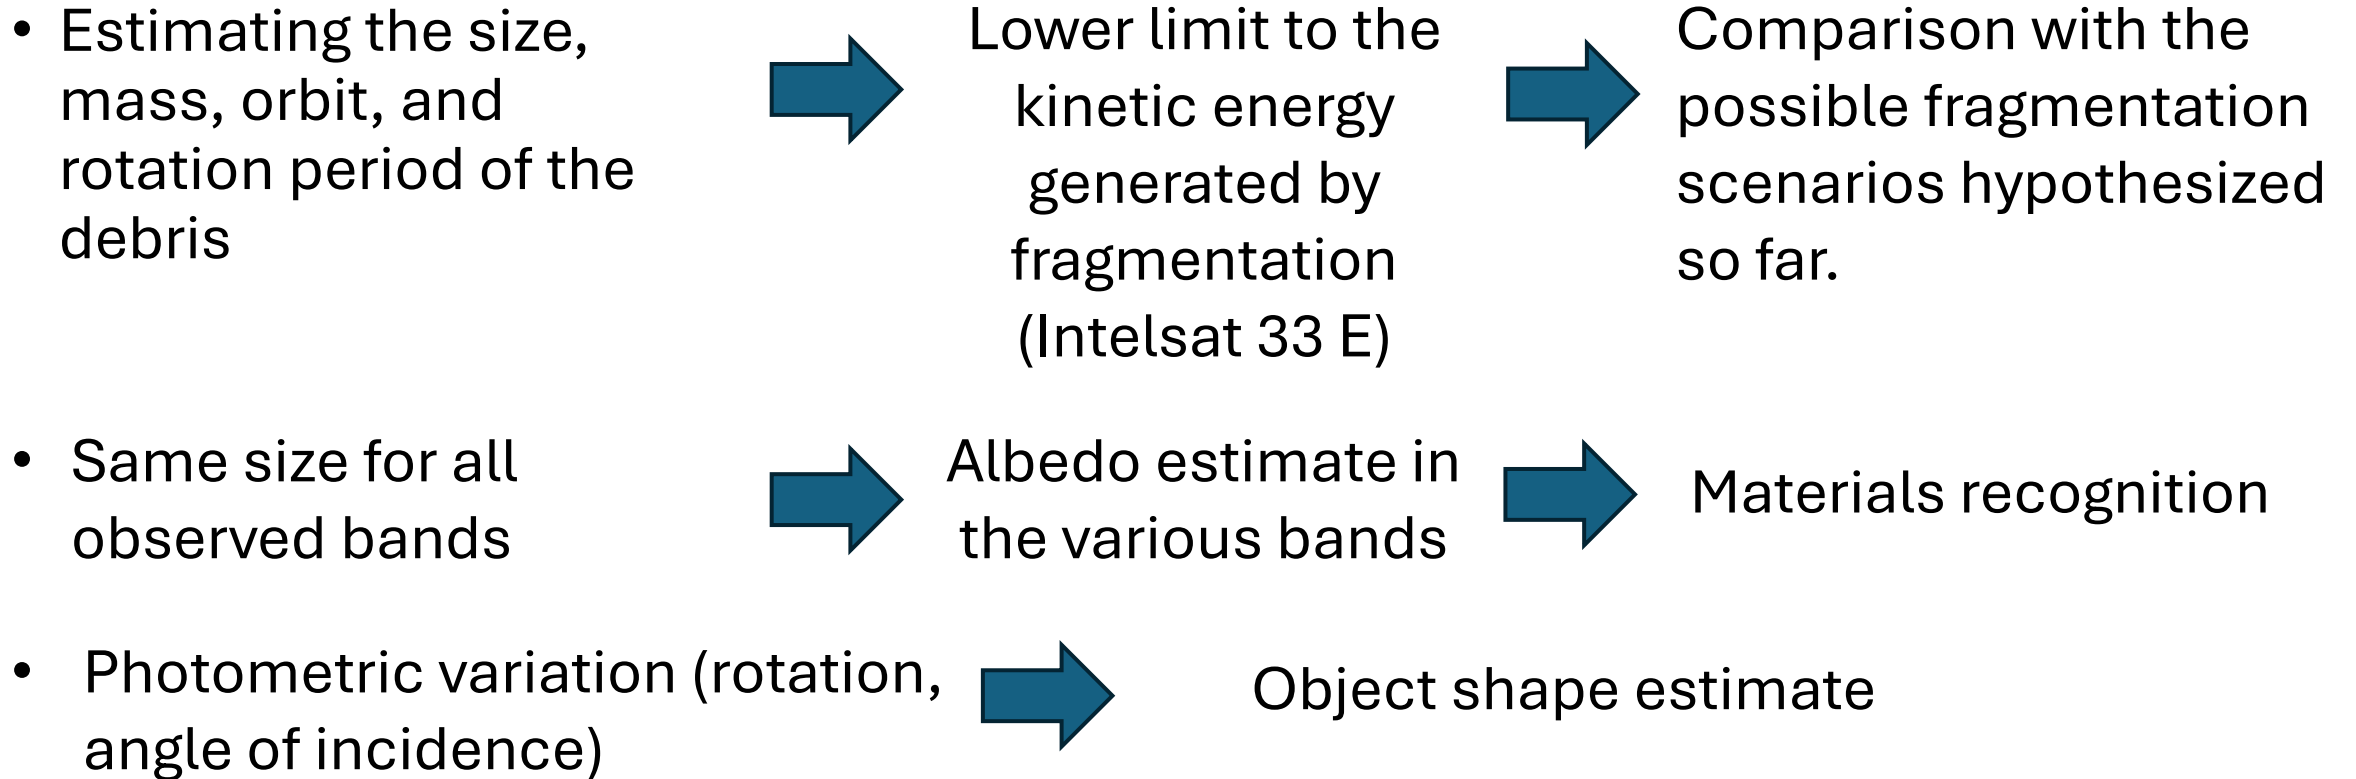 • Estimating the size,
mass, orbit, and
rotation period of the
debris
Lower limit to the
kinetic energy
generated by
fragmentation
(Intelsat 33 E)
Comparison with the
possible fragmentation
scenarios hypothesized
so far.
• Same size for all
observed bands
Albedo estimate in
the various bands
Materials recognition
• Photometric variation (rotation,
angle of incidence)
Object shape estimate